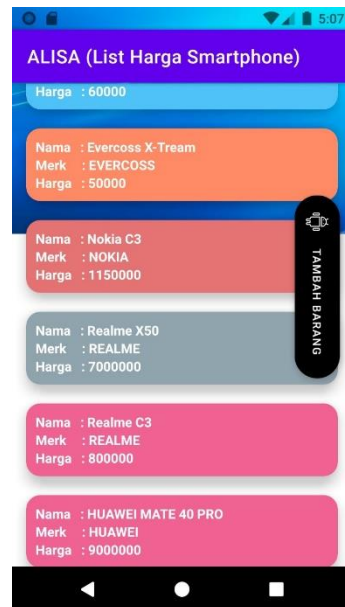 5:07
ALISA (List Harga Smartphone)
Harga : 60000
Nama : Evercoss X-Tream
Merk : EVERCOSS
Harga : 50000
Nama : Nokia C3
Merk : NOKIA
Harga : 1150000
TAMBAH BARANG
Nama : Realme X50
Merk : REALME
Harga : 7000000
Nama : Realme C3
Merk : REALME
Harga : 800000
Nama : HUAWEI MATE 40 PRO
Merk : HUAWEI
Harga : 9000000